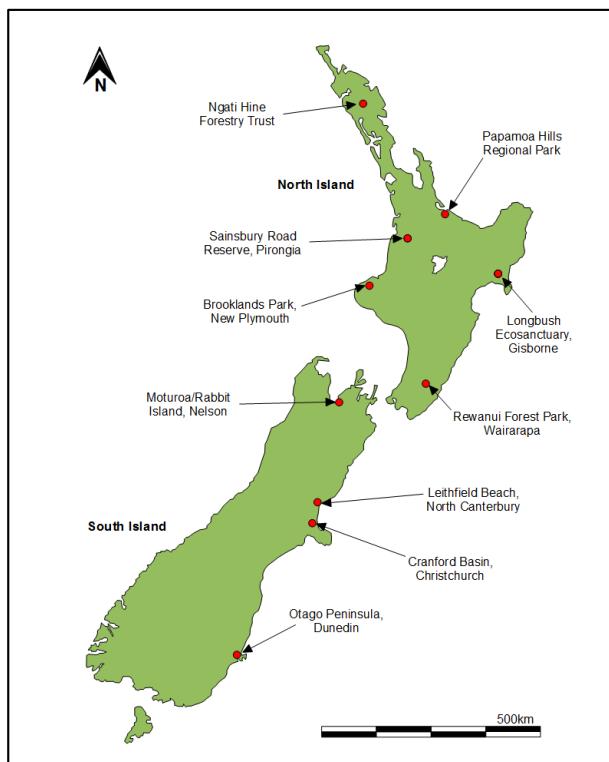 N
Ngati Hine
Forestry Trust
Papamoa Hills
Regional Park
North Island
Sainsbury Road
Reserve, Pirongia
Brooklands Park,
New Plymouth
Longbush
Ecosanctuary,
Gisborne
Moturoa/Rabbit
Island, Nelson
Rewanui Forest Park,
Wairarapa
Leithfield Beach,
North Canterbury
South Island
Cranford Basin,
Christchurch
Otago Peninsula,
Dunedin
500km